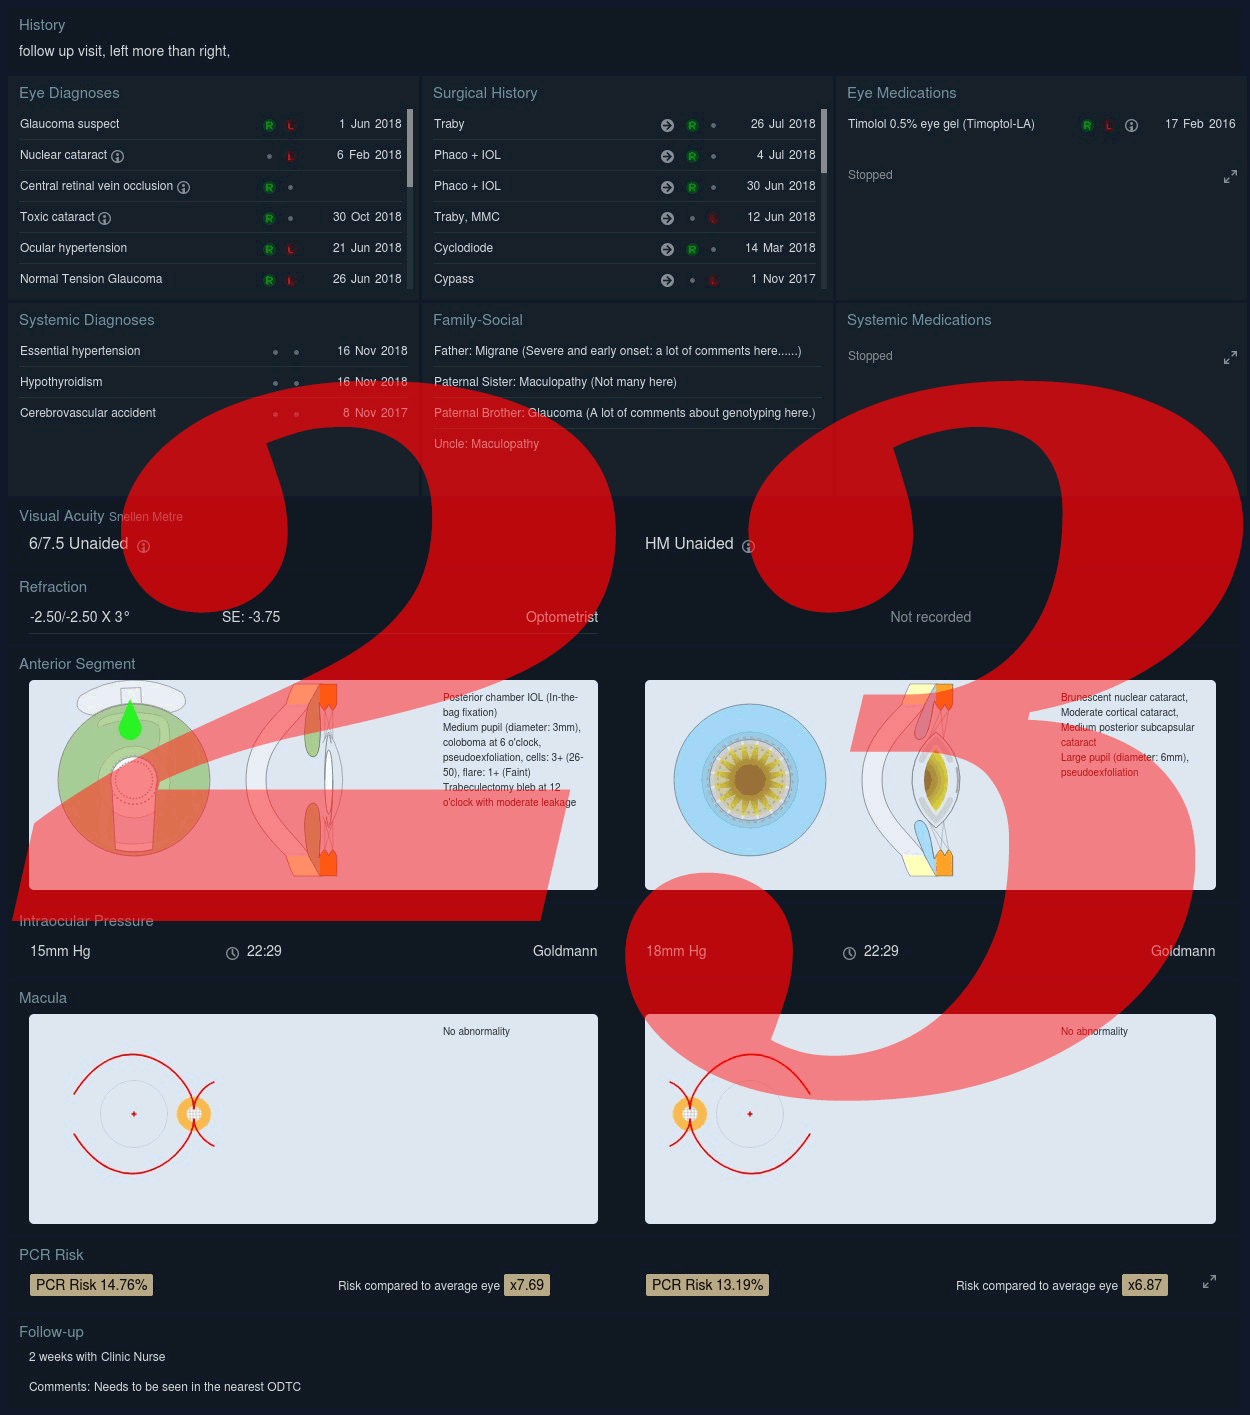 History
follow up visit, left more than right,
Eye Diagnoses
Glaucoma suspect R L 1 Jun 2018
Nuclear cataract L 6 Feb 2018
Central retinal vein occlusion R
Toxic cataract R 30 Oct 2018
Ocular hypertension R L 21 Jun 2018
Normal Tension Glaucoma R L 26 Jun 2018
Surgical History
Traby R 26 Jul 2018
Phaco + IOL R 4 Jul 2018
Phaco + IOL R 30 Jun 2018
Traby, MMC L 12 Jun 2018
Cyclodiode R 14 Mar 2018
Cypass L 1 Nov 2017
Eye Medications
Timolol 0.5% eye gel (Timoptol-LA) R L 17 Feb 2016
Stopped
Systemic Diagnoses
Essential hypertension 16 Nov 2018
Hypothyroidism 16 Nov 2018
Cerebrovascular accident 8 Nov 2017
Family-Social
Father: Migrane (Severe and early onset: a lot of comments here......)
Paternal Sister: Maculopathy (Not many here)
Paternal Brother: Glaucoma (A lot of comments about genotyping here.)
Uncle: Maculopathy
Systemic Medications
Stopped
23
Visual Acuity Snellen Metre
6/7.5 Unaided
HM Unaided
Refraction
-2.50/-2.50 X 3° SE: -3.75 Optometrist
Not recorded
Anterior Segment
Posterior chamber IOL (In-the-
bag fixation)
Medium pupil (diameter: 3mm),
coloboma at 6 o'clock,
pseudoexfoliation, cells: 3+ (26-
50), flare: 1+ (Faint)
Trabeculectomy bleb at 12
o'clock with moderate leakage
Brunescent nuclear cataract,
Moderate cortical cataract,
Medium posterior subcapsular
cataract
Large pupil (diameter: 6mm),
pseudoexfoliation
Intraocular Pressure
15mm Hg 22:29 Goldmann
18mm Hg 22:29 Goldmann
Macula
No abnormality
No abnormality
PCR Risk
PCR Risk 14.76% Risk compared to average eye x7.69
PCR Risk 13.19% Risk compared to average eye x6.87
Follow-up
2 weeks with Clinic Nurse
Comments: Needs to be seen in the nearest ODTC